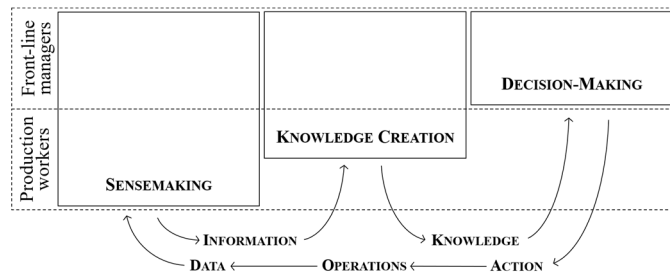 Front-line
managers
Production
workers
DECISION-MAKING
KNOWLEDGE CREATION
SENSEMAKING
INFORMATION
KNOWLEDGE
DATA
OPERATIONS
ACTION